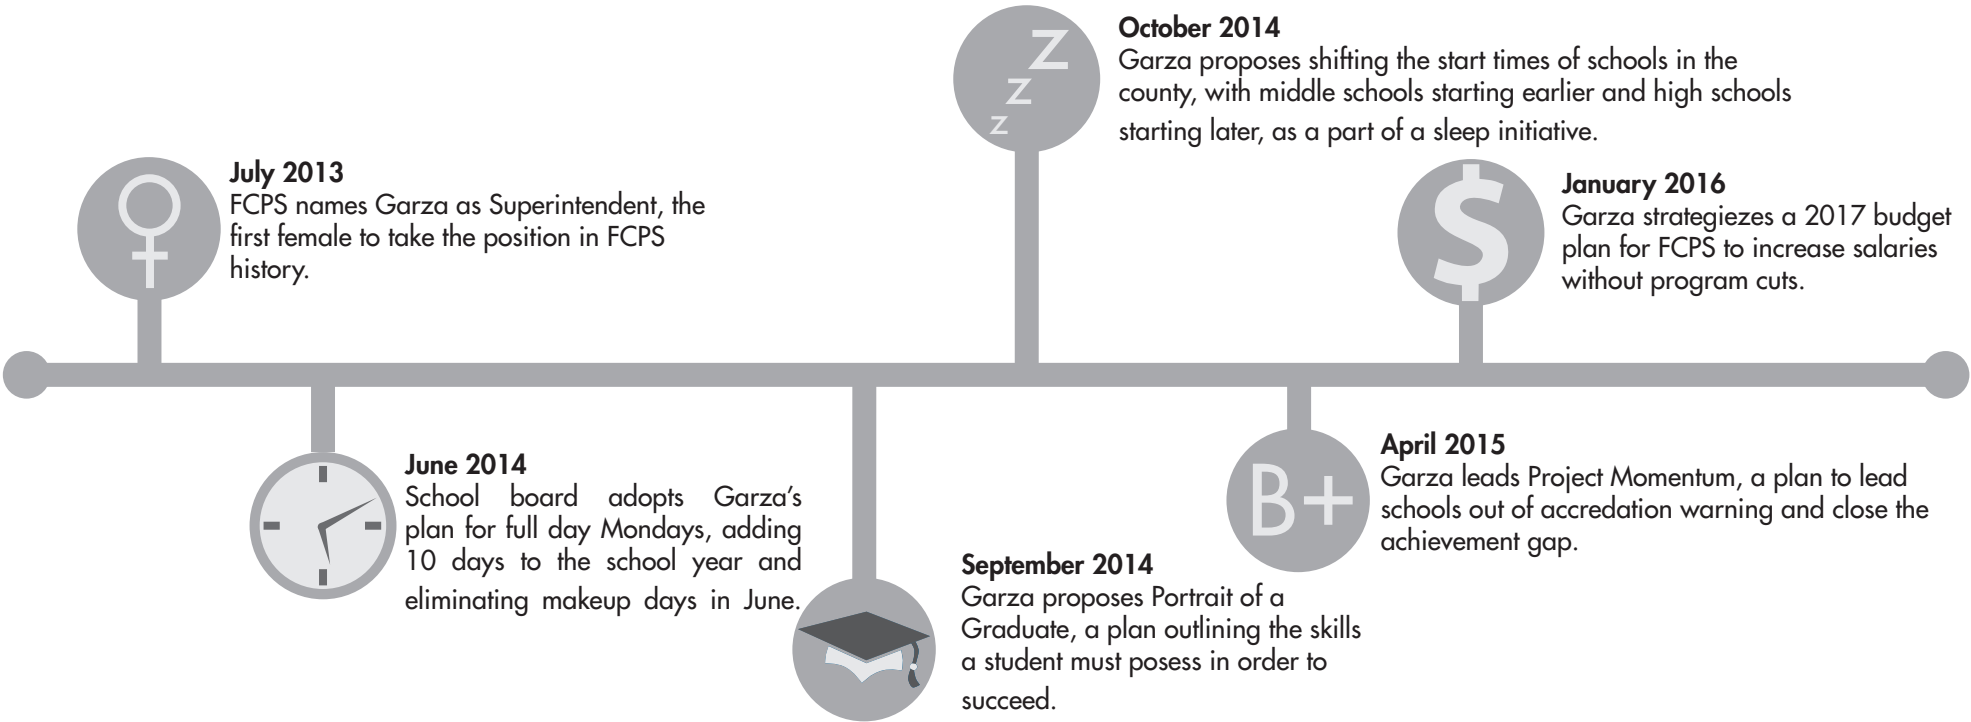 July 2013
FCPS names Garza as Superintendent, the
first female to take the position in FCPS
history.
June 2014
School board adopts Garza's
plan for full day Mondays, adding
10 days to the school year and
eliminating makeup days in June.
September 2014
Garza proposes Portrait of a
Graduate, a plan outlining the skills
a student must posess in order to
succeed.
z
z
z
October 2014
Garza proposes shifting the start times of schools in the
county, with middle schools starting earlier and high schools
starting later, as a part of a sleep initiative.
B+
April 2015
Garza leads Project Momentum, a plan to lead
schools out of accredation warning and close the
achievement gap.
$
January 2016
Garza strategiezes a 2017 budget
plan for FCPS to increase salaries
without program cuts.